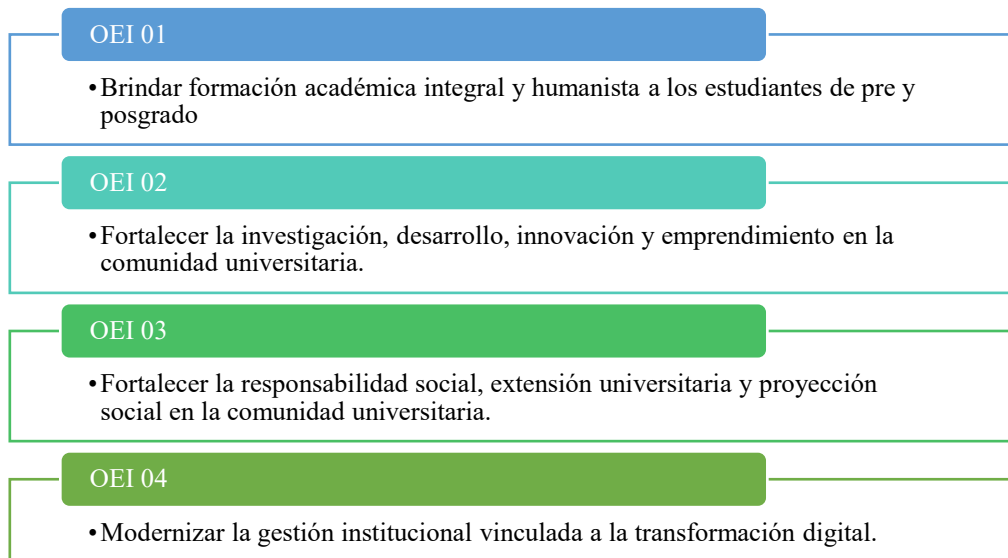 OEI 01
•Brindar formación académica integral y humanista a los estudiantes de pre y
posgrado
OEI 02
•Fortalecer la investigación, desarrollo, innovación y emprendimiento en la
comunidad universitaria.
OEI 03
•Fortalecer la responsabilidad social, extensión universitaria y proyección
social en la comunidad universitaria.
OEI 04
•Modernizar la gestión institucional vinculada a la transformación digital.